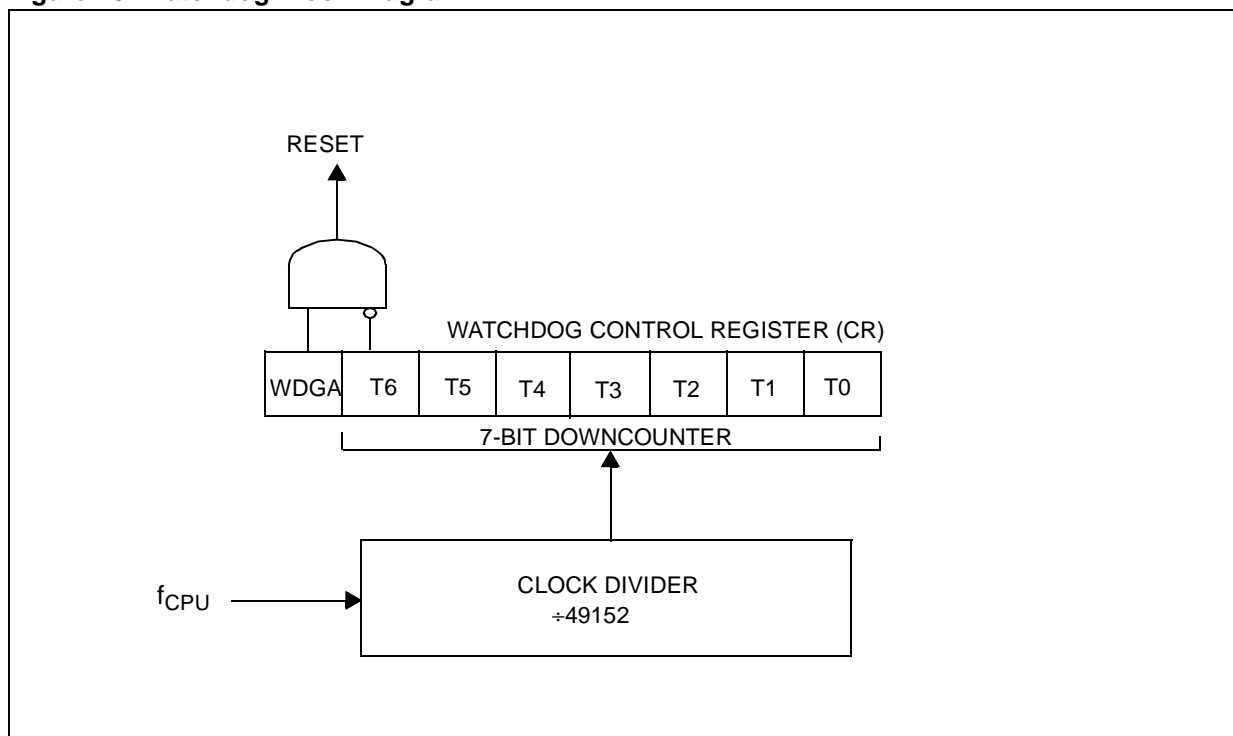 RESET
WATCHDOG CONTROL REGISTER (CR)
WDGA T6 T5 T4 T3 T2 T1 T0
7-BIT DOWNCOUNTER
fCPU
CLOCK DIVIDER
÷49152